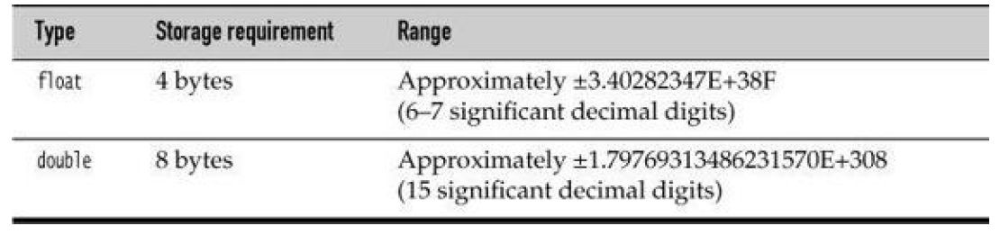 Type Storage requirement Range
float 4 bytes Approximately ±3.40282347E+38F
(6–7 significant decimal digits)
double 8 bytes Approximately ±1.79769313486231570E+308
(15 significant decimal digits)